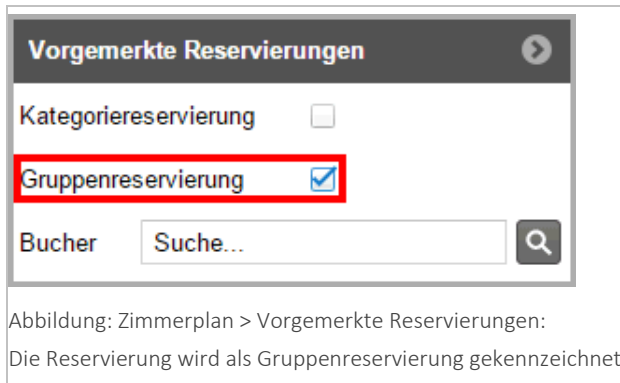 Vorgemerkte Reservierungen
Kategoriereservierung
Gruppenreservierung
Bucher Suche...
Abbildung: Zimmerplan > Vorgemerkte Reservierungen:
Die Reservierung wird als Gruppenreservierung gekennzeichnet